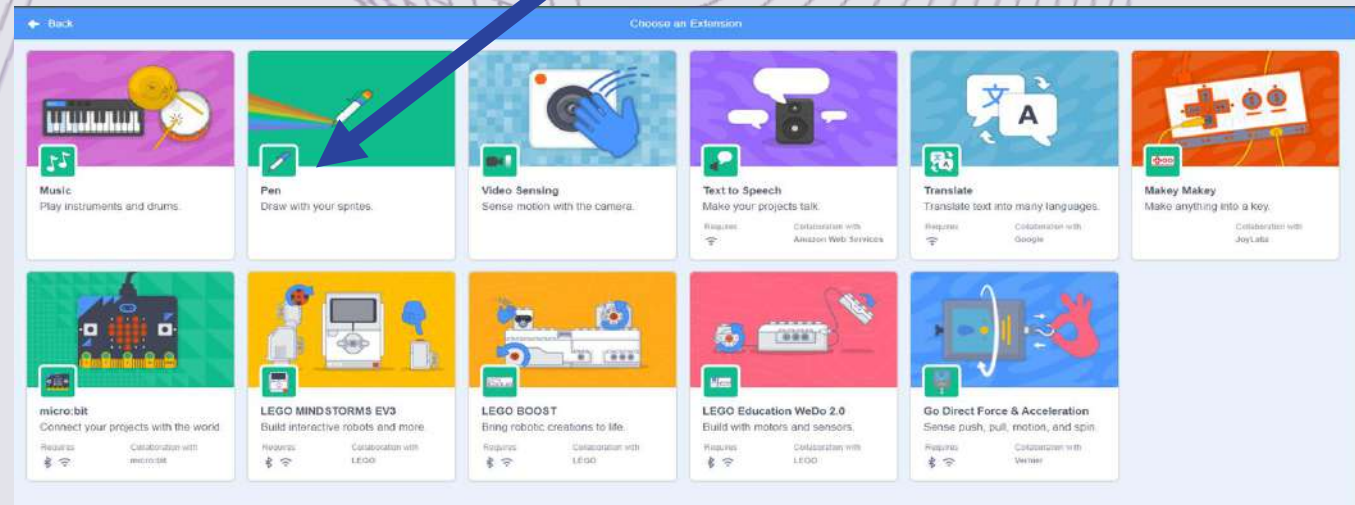 Back
Choose an Extension
Music
Play instruments and drums.
Pen
Draw with your sprites.
Video Sensing
Sense motion with the camera.
Text to Speech
Make your projects talk.
Requires
Collaboration with
Amazon Web Services
Translate
Translate text into many languages.
Requires
Collaboration with
Google
Makey Makey
Make anything into a key.
Collaboration with
JoyLabz
micro:bit
Connect your projects with the world
Requires
Collaboration with
micro:bit
LEGO MINDSTORMS EV3
Build interactive robots and more.
Requires
Collaboration with
LEGO
LEGO BOOST
Bring robotic creations to life.
Requires
Collaboration with
LEGO
LEGO Education WeDo 2.0
Build with motors and sensors.
Requires
Collaboration with
LEGO
Go Direct Force & Acceleration
Sense push, pull, motion, and spin.
Requires
Collaboration with
Vernier